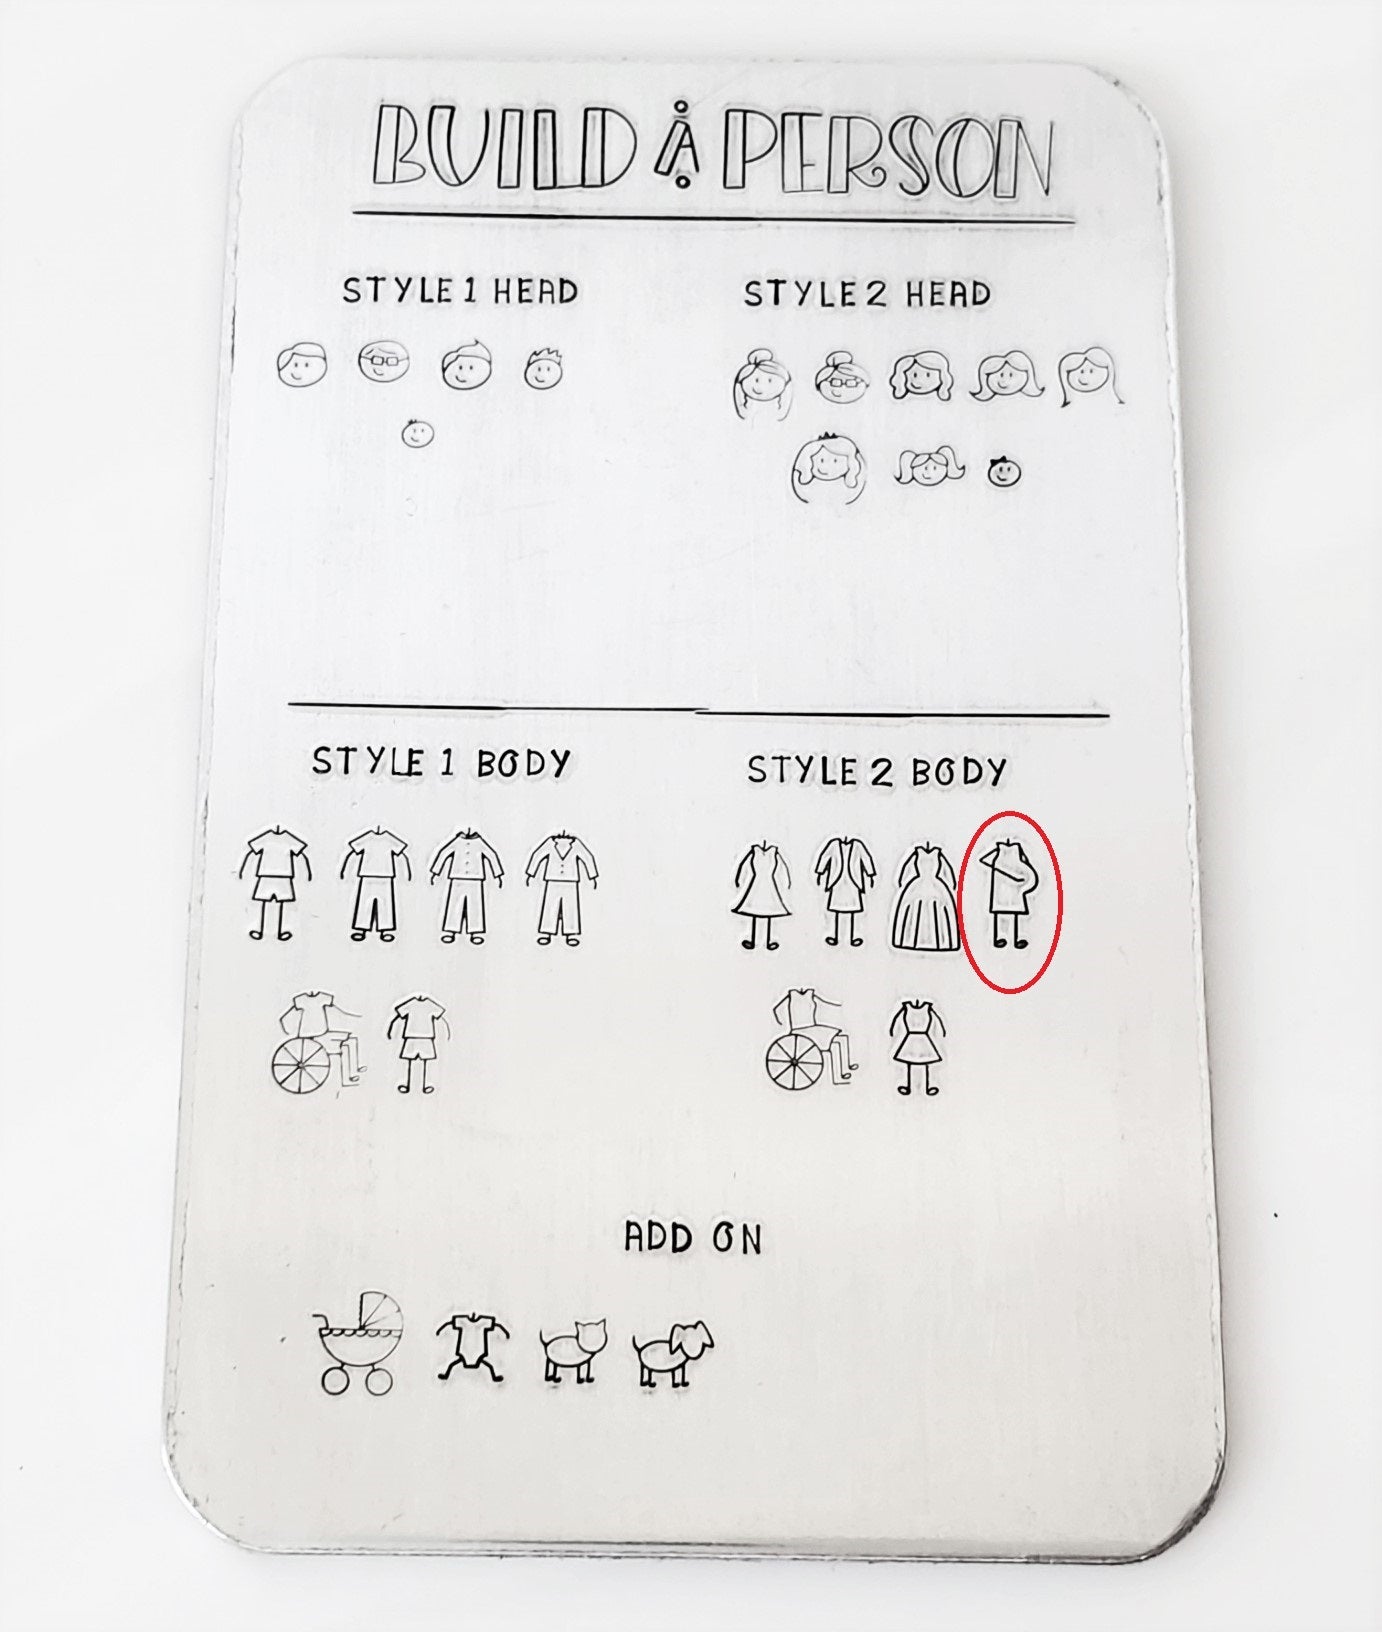 BUILD A PERSON
STYLE 1 HEAD
STYLE 2 HEAD
STYLE 1 BODY
STYLE 2 BODY
ADD ON